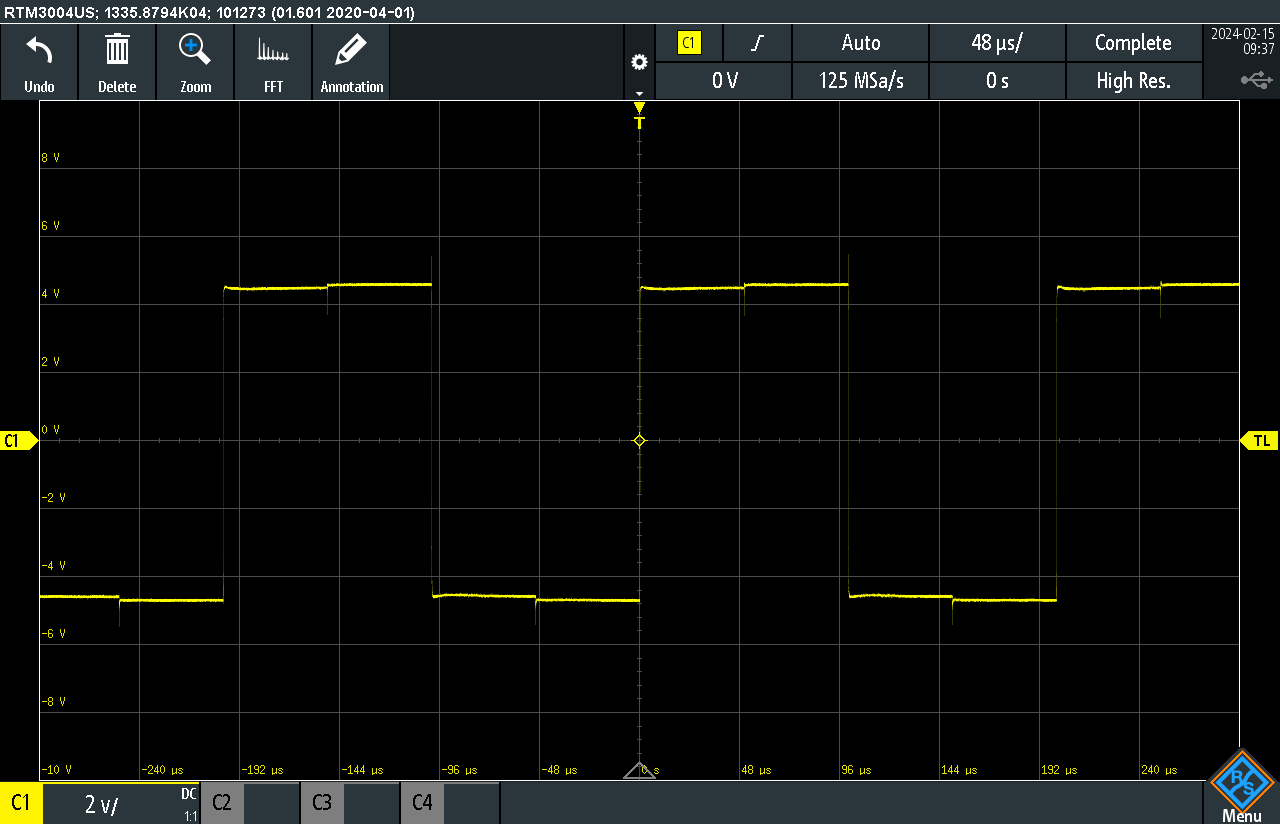 RTM3004US; 1335.8794K04; 101273 (01.601 2020-04-01)
Undo
Delete
Zoom
FFT
Annotation
C1
Auto
48 µs/
Complete
0 V
125 MSa/s
0 s
High Res.
2024-02-15
09:37
T
8 V
6 V
4 V
2 V
0 V
C1
TL
-2 V
-4 V
-6 V
-8 V
-10 V
-240 µs
-192 µs
-144 µs
-96 µs
-48 µs
0 s
48 µs
96 µs
144 µs
192 µs
240 µs
C1
2 V/
DC
1:1
C2
C3
C4
R&S
Menu